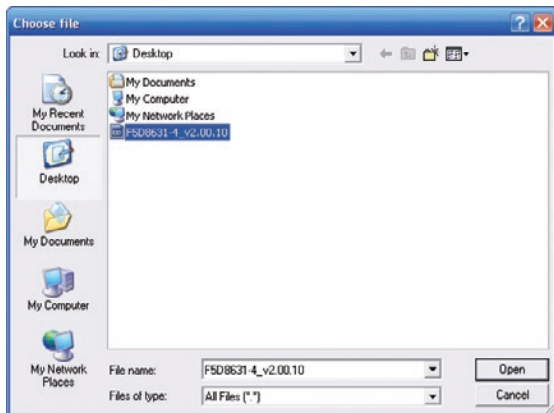 Choose file
Look in: Desktop
My Recent
Documents
Desktop
My Documents
My Computer
My Network
Places
My Documents
My Computer
My Network Places
F5D8631-4_v2.00.10
File name: F5D8631-4_v2.00.10 Open
Files of type: All Files (*.*) Cancel